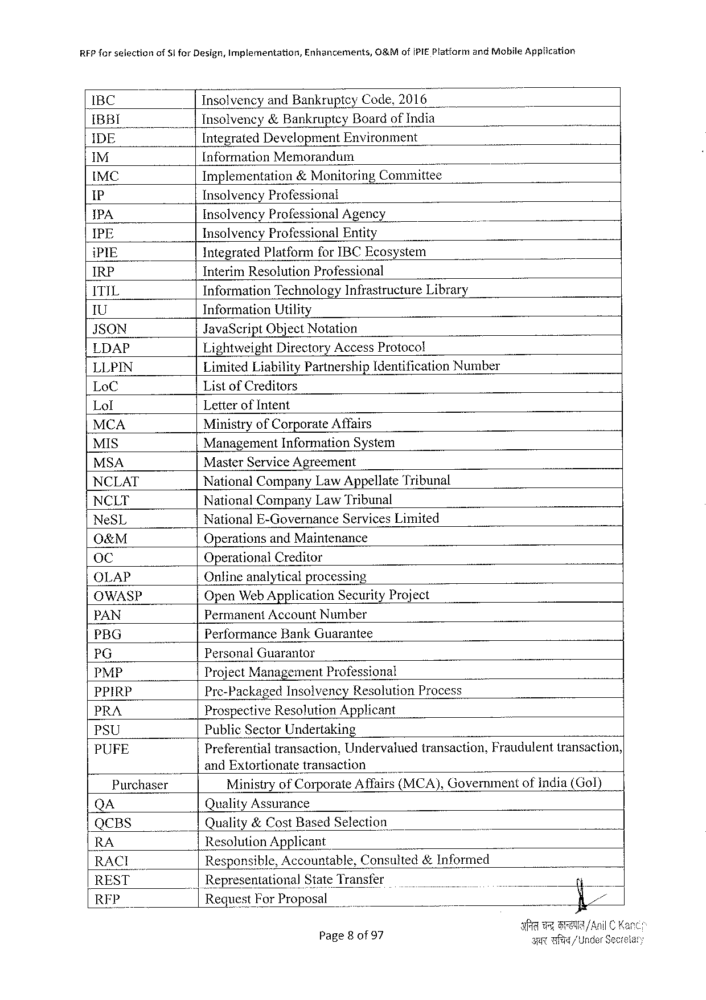 RFP for selection of SI for Design, Implementation, Enhancements, O&M of iPIE Platform and Mobile Application
IBC Insolvency and Bankruptcy Code, 2016
IBBI Insolvency & Bankruptcy Board of India
IDE Integrated Development Environment
IM Information Memorandum
IMC Implementation & Monitoring Committee
IP Insolvency Professional
IPA Insolvency Professional Agency
IPE Insolvency Professional Entity
iPIE Integrated Platform for IBC Ecosystem
IRP Interim Resolution Professional
ITIL Information Technology Infrastructure Library
IU Information Utility
JSON JavaScript Object Notation
LDAP Lightweight Directory Access Protocol
LLPIN Limited Liability Partnership Identification Number
LoC List of Creditors
LoI Letter of Intent
MCA Ministry of Corporate Affairs
MIS Management Information System
MSA Master Service Agreement
NCLAT National Company Law Appellate Tribunal
NCLT National Company Law Tribunal
NeSL National E-Governance Services Limited
O&M Operations and Maintenance
OC Operational Creditor
OLAP Online analytical processing
OWASP Open Web Application Security Project
PAN Permanent Account Number
PBG Performance Bank Guarantee
PG Personal Guarantor
PMP Project Management Professional
PPIRP Pre-Packaged Insolvency Resolution Process
PRA Prospective Resolution Applicant
PSU Public Sector Undertaking
PUFE Preferential transaction, Undervalued transaction, Fraudulent transaction,
and Extortionate transaction
Purchaser Ministry of Corporate Affairs (MCA), Government of India (GoI)
QA Quality Assurance
QCBS Quality & Cost Based Selection
RA Resolution Applicant
RACI Responsible, Accountable, Consulted & Informed
REST Representational State Transfer
RFP Request For Proposal
अनिल चन्द्र कान्डपाल/Anil C
Page 8 of 97
अवर सचिव/Under Secretary